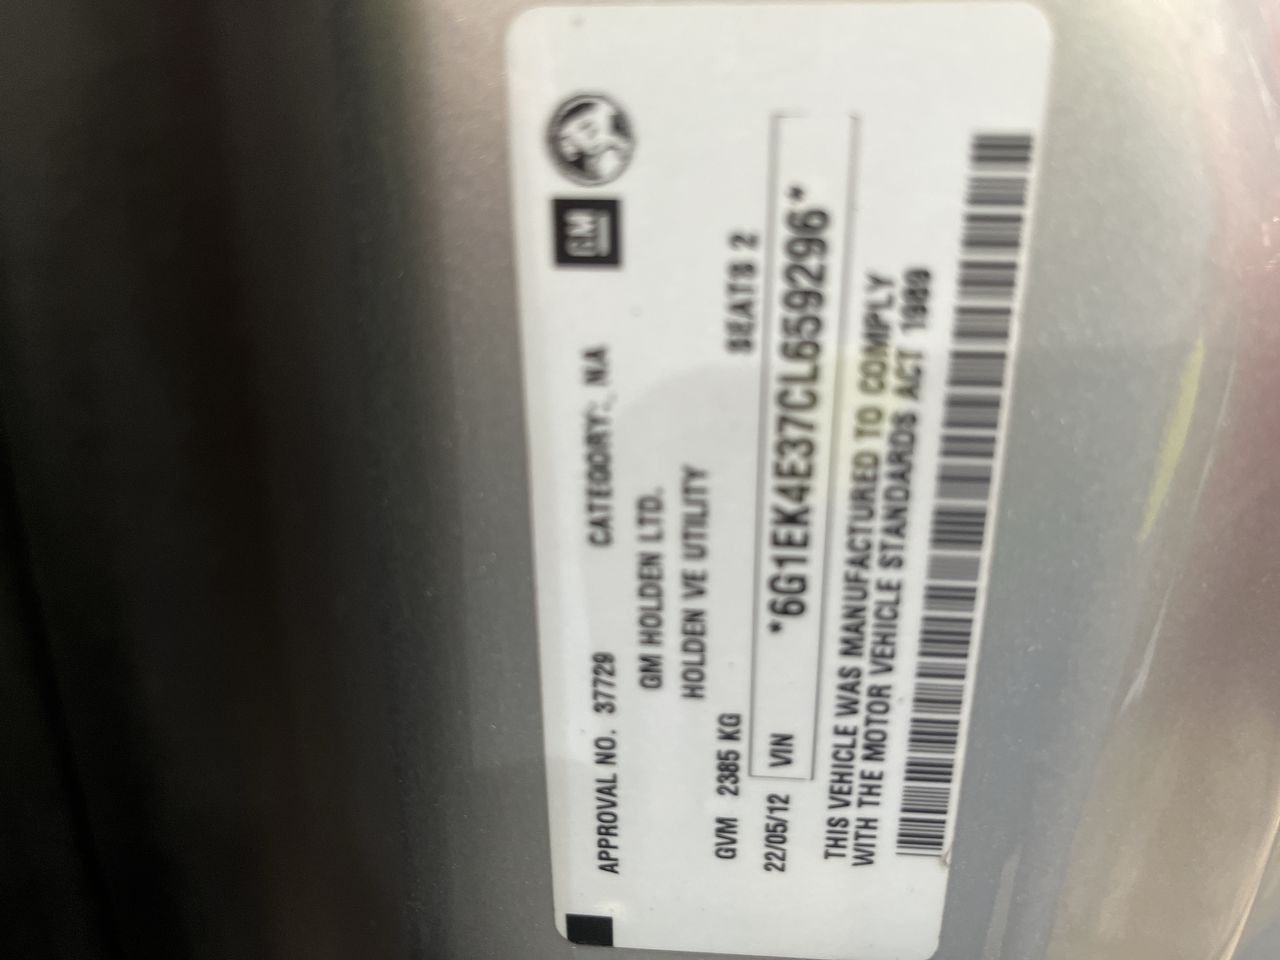 APPROVAL NO. 37729 CATEGORY:_NA GM
GM HOLDEN LTD.
HOLDEN VE UTILITY
GVM 2385 KG SEATS 2
22/05/12 VIN *6G1EK4E37CL659296*
THIS VEHICLE WAS MANUFACTURED TO COMPLY
WITH THE MOTOR VEHICLE STANDARDS ACT 1989